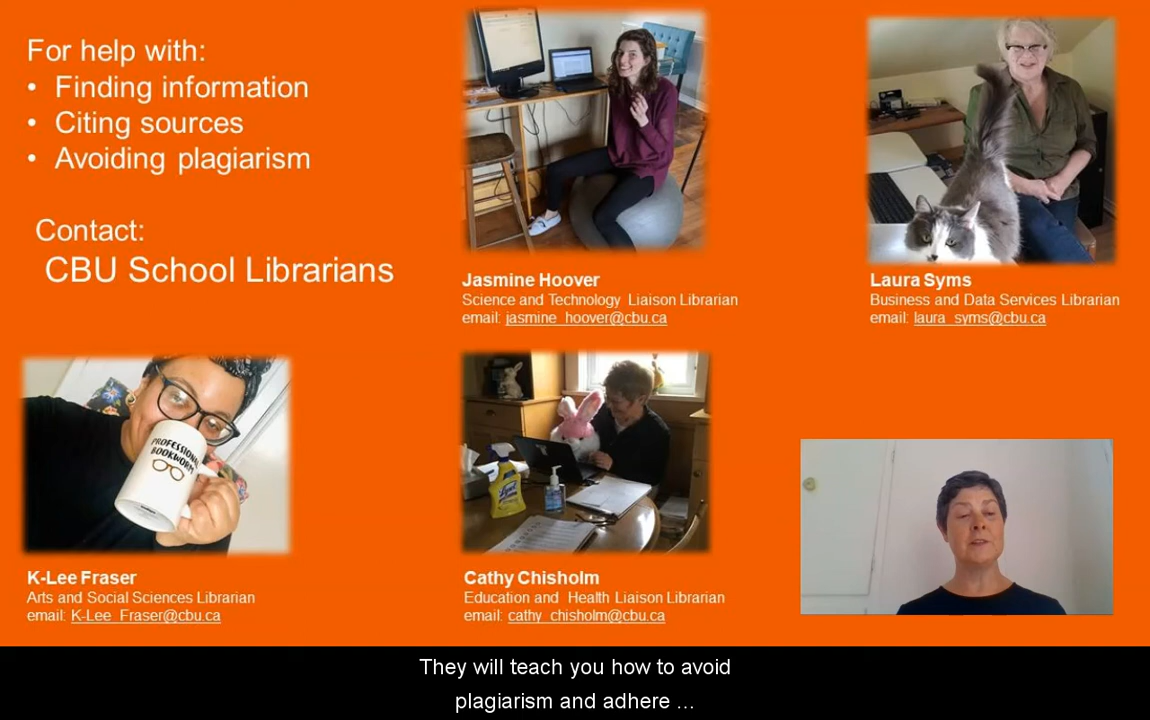 For help with:
• Finding information
• Citing sources
• Avoiding plagiarism
Contact:
CBU School Librarians
Jasmine Hoover
Science and Technology Liaison Librarian
email: jasmine_hoover@cbu.ca
Laura Syms
Business and Data Services Librarian
email: laura_syms@cbu.ca
PROFESSIONAL
BOOKWORM
K-Lee Fraser
Arts and Social Sciences Librarian
email: K-Lee_Fraser@cbu.ca
Lysol
Cathy Chisholm
Education and Health Liaison Librarian
email: cathy_chisholm@cbu.ca
They will teach you how to avoid
plagiarism and adhere ...